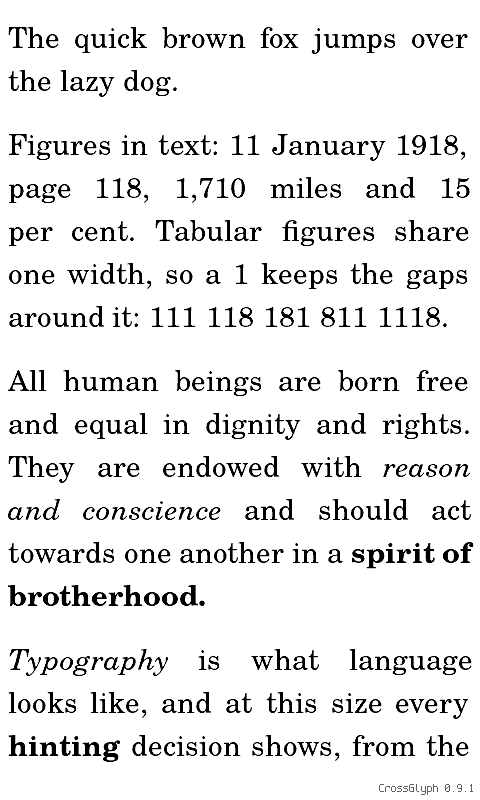 The quick brown fox jumps over
the lazy dog.
Figures in text: 11 January 1918,
page 118, 1,710 miles and 15
per cent. Tabular figures share
one width, so a 1 keeps the gaps
around it: 111 118 181 811 1118.
All human beings are born free
and equal in dignity and rights.
They are endowed with reason
and conscience and should act
towards one another in a spirit of
brotherhood.
Typography is what language
looks like, and at this size every
hinting decision shows, from the
CrossGlyph 0.9.1